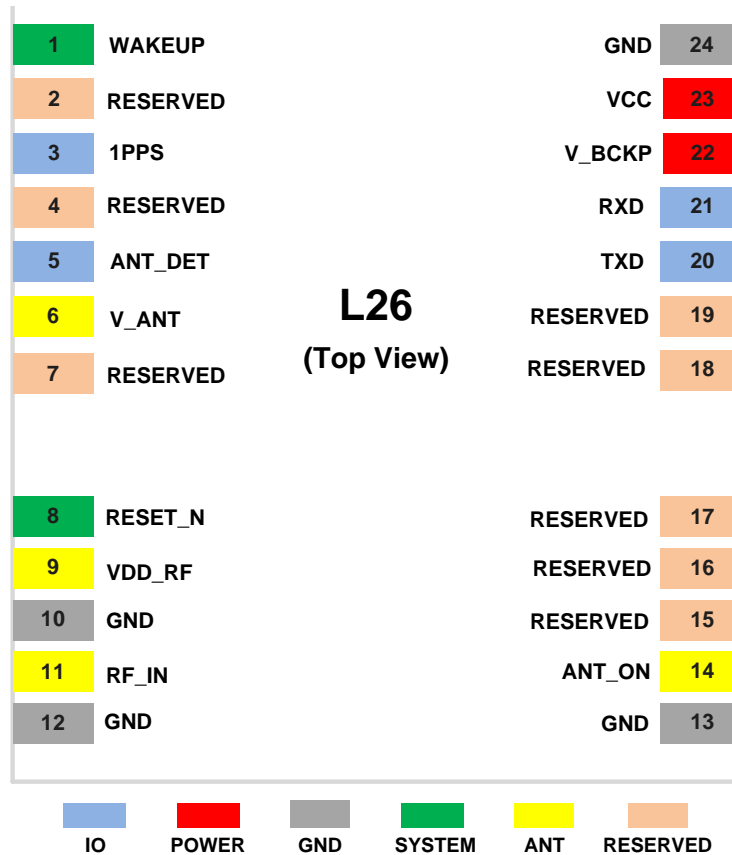 1 WAKEUP
2 RESERVED
3 1PPS
4 RESERVED
5 ANT_DET
6 V_ANT
7 RESERVED
8 RESET_N
9 VDD_RF
10 GND
11 RF_IN
12 GND
L26
(Top View)
GND 24
VCC 23
V_BCKP 22
RXD 21
TXD 20
RESERVED 19
RESERVED 18
RESERVED 17
RESERVED 16
RESERVED 15
ANT_ON 14
GND 13
IO POWER GND SYSTEM ANT RESERVED